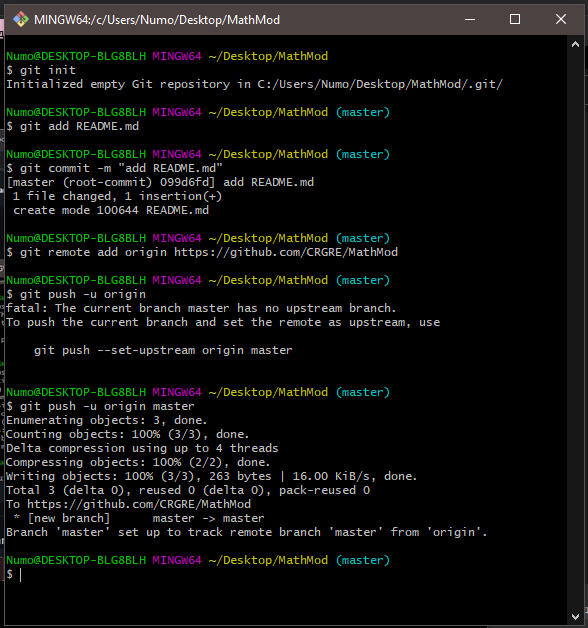 MINGW64:/c/Users/Numo/Desktop/MathMod
Numo@DESKTOP-BLG8BLH MINGW64 ~/Desktop/MathMod
$ git init
Initialized empty Git repository in C:/Users/Numo/Desktop/MathMod/.git/
Numo@DESKTOP-BLG8BLH MINGW64 ~/Desktop/MathMod (master)
$ git add README.md
Numo@DESKTOP-BLG8BLH MINGW64 ~/Desktop/MathMod (master)
$ git commit -m "add README.md"
[master (root-commit) 099d6fd] add README.md
 1 file changed, 1 insertion(+)
 create mode 100644 README.md
Numo@DESKTOP-BLG8BLH MINGW64 ~/Desktop/MathMod (master)
$ git remote add origin https://github.com/CRGRE/MathMod
Numo@DESKTOP-BLG8BLH MINGW64 ~/Desktop/MathMod (master)
$ git push -u origin
fatal: The current branch master has no upstream branch.
To push the current branch and set the remote as upstream, use
    git push --set-upstream origin master
Numo@DESKTOP-BLG8BLH MINGW64 ~/Desktop/MathMod (master)
$ git push -u origin master
Enumerating objects: 3, done.
Counting objects: 100% (3/3), done.
Delta compression using up to 4 threads
Compressing objects: 100% (2/2), done.
Writing objects: 100% (3/3), 263 bytes | 16.00 KiB/s, done.
Total 3 (delta 0), reused 0 (delta 0), pack-reused 0
To https://github.com/CRGRE/MathMod
 * [new branch]      master -> master
Branch 'master' set up to track remote branch 'master' from 'origin'.
Numo@DESKTOP-BLG8BLH MINGW64 ~/Desktop/MathMod (master)
$